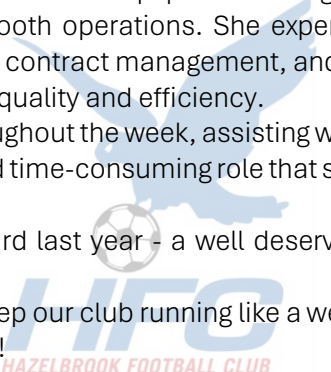 ooth operations. She exper
contract management, and
quality and efficiency.
ughout the week, assisting w
d time-consuming role that s
rd last year - a well deserv
ep our club running like a we
!
HFC
HAZELBROOK FOOTBALL CLUB